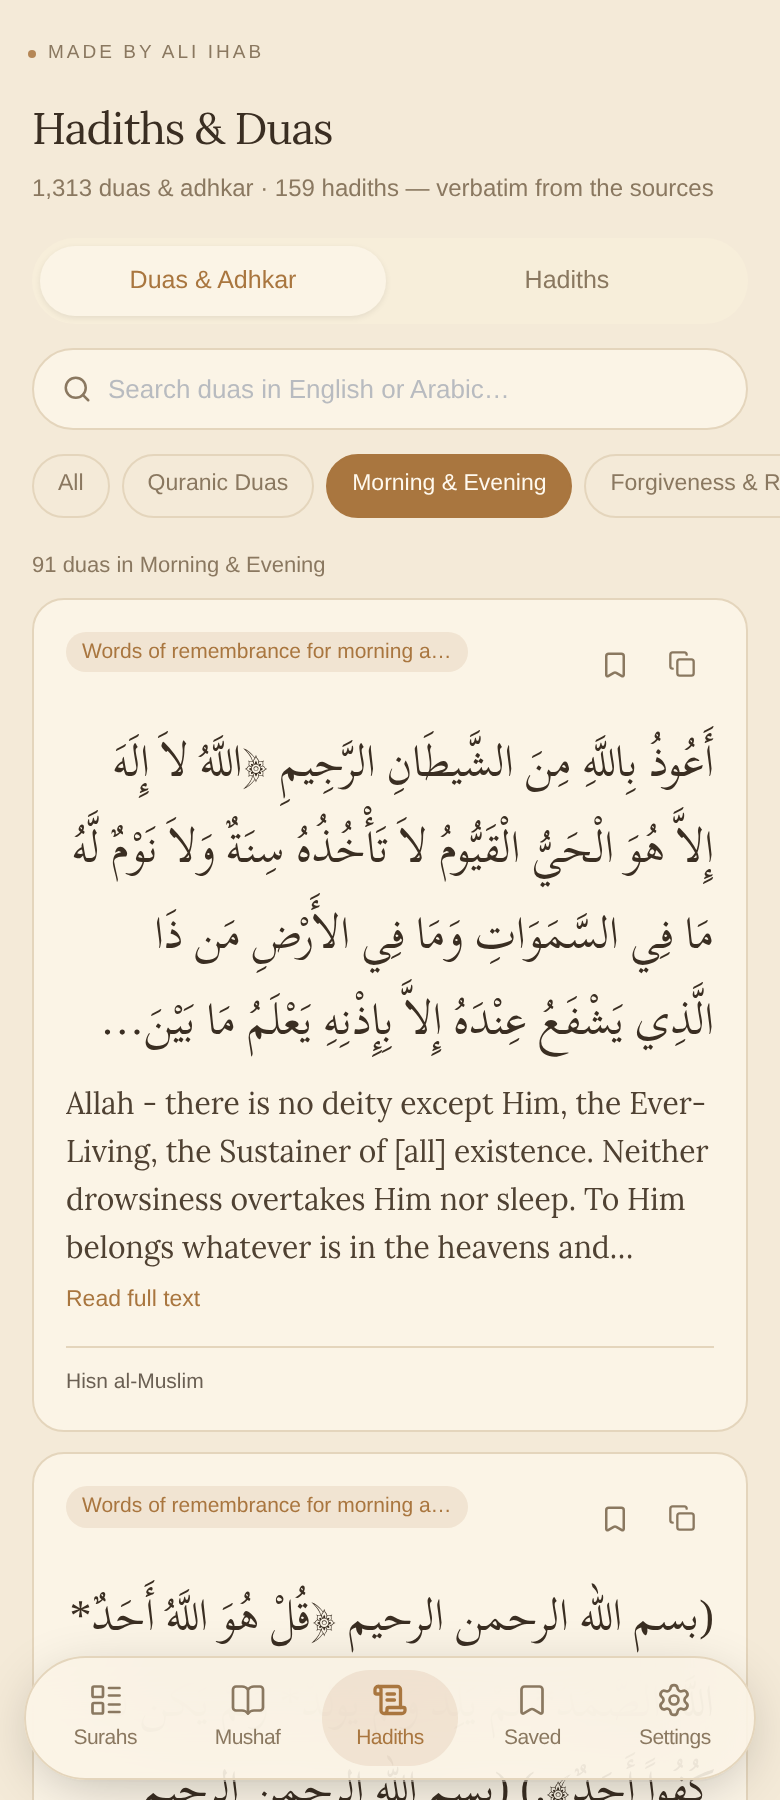 MADE BY ALI IHAB
Hadiths & Duas
1,313 duas & adhkar · 159 hadiths — verbatim from the sources
Duas & Adhkar
Hadiths
Search duas in English or Arabic…
All
Quranic Duas
Morning & Evening
Forgiveness & R
91 duas in Morning & Evening
Words of remembrance for morning a…
أَعُوذُ بِاللَّهِ مِنَ الشَّيطَانِ الرَّجِيمِ ﴿اللَّهُ لاَ إِلَهَ
إِلاَّ هُوَ الْحَيُّ الْقَيُّومُ لاَ تَأْخُذُهُ سِنَةٌ وَلاَ نَوْمٌ لَّهُ
مَا فِي السَّمَوَاتِ وَمَا فِي الأَرْضِ مَن ذَا
الَّذِي يَشْفَعُ عِنْدَهُ إِلاَّ بِإِذْنِهِ يَعْلَمُ مَا بَيْنَ…
Allah - there is no deity except Him, the Ever-
Living, the Sustainer of [all] existence. Neither
drowsiness overtakes Him nor sleep. To Him
belongs whatever is in the heavens and…
Read full text
Hisn al-Muslim
Words of remembrance for morning a…
(بسم الله الرحمن الرحيم ﴿قُلْ هُوَ اللَّهُ أَحَدٌ*
كُفُواً أَحَدٌ﴾.) (بسم الله الرحمن الرحيم
Surahs
Mushaf
Hadiths
Saved
Settings